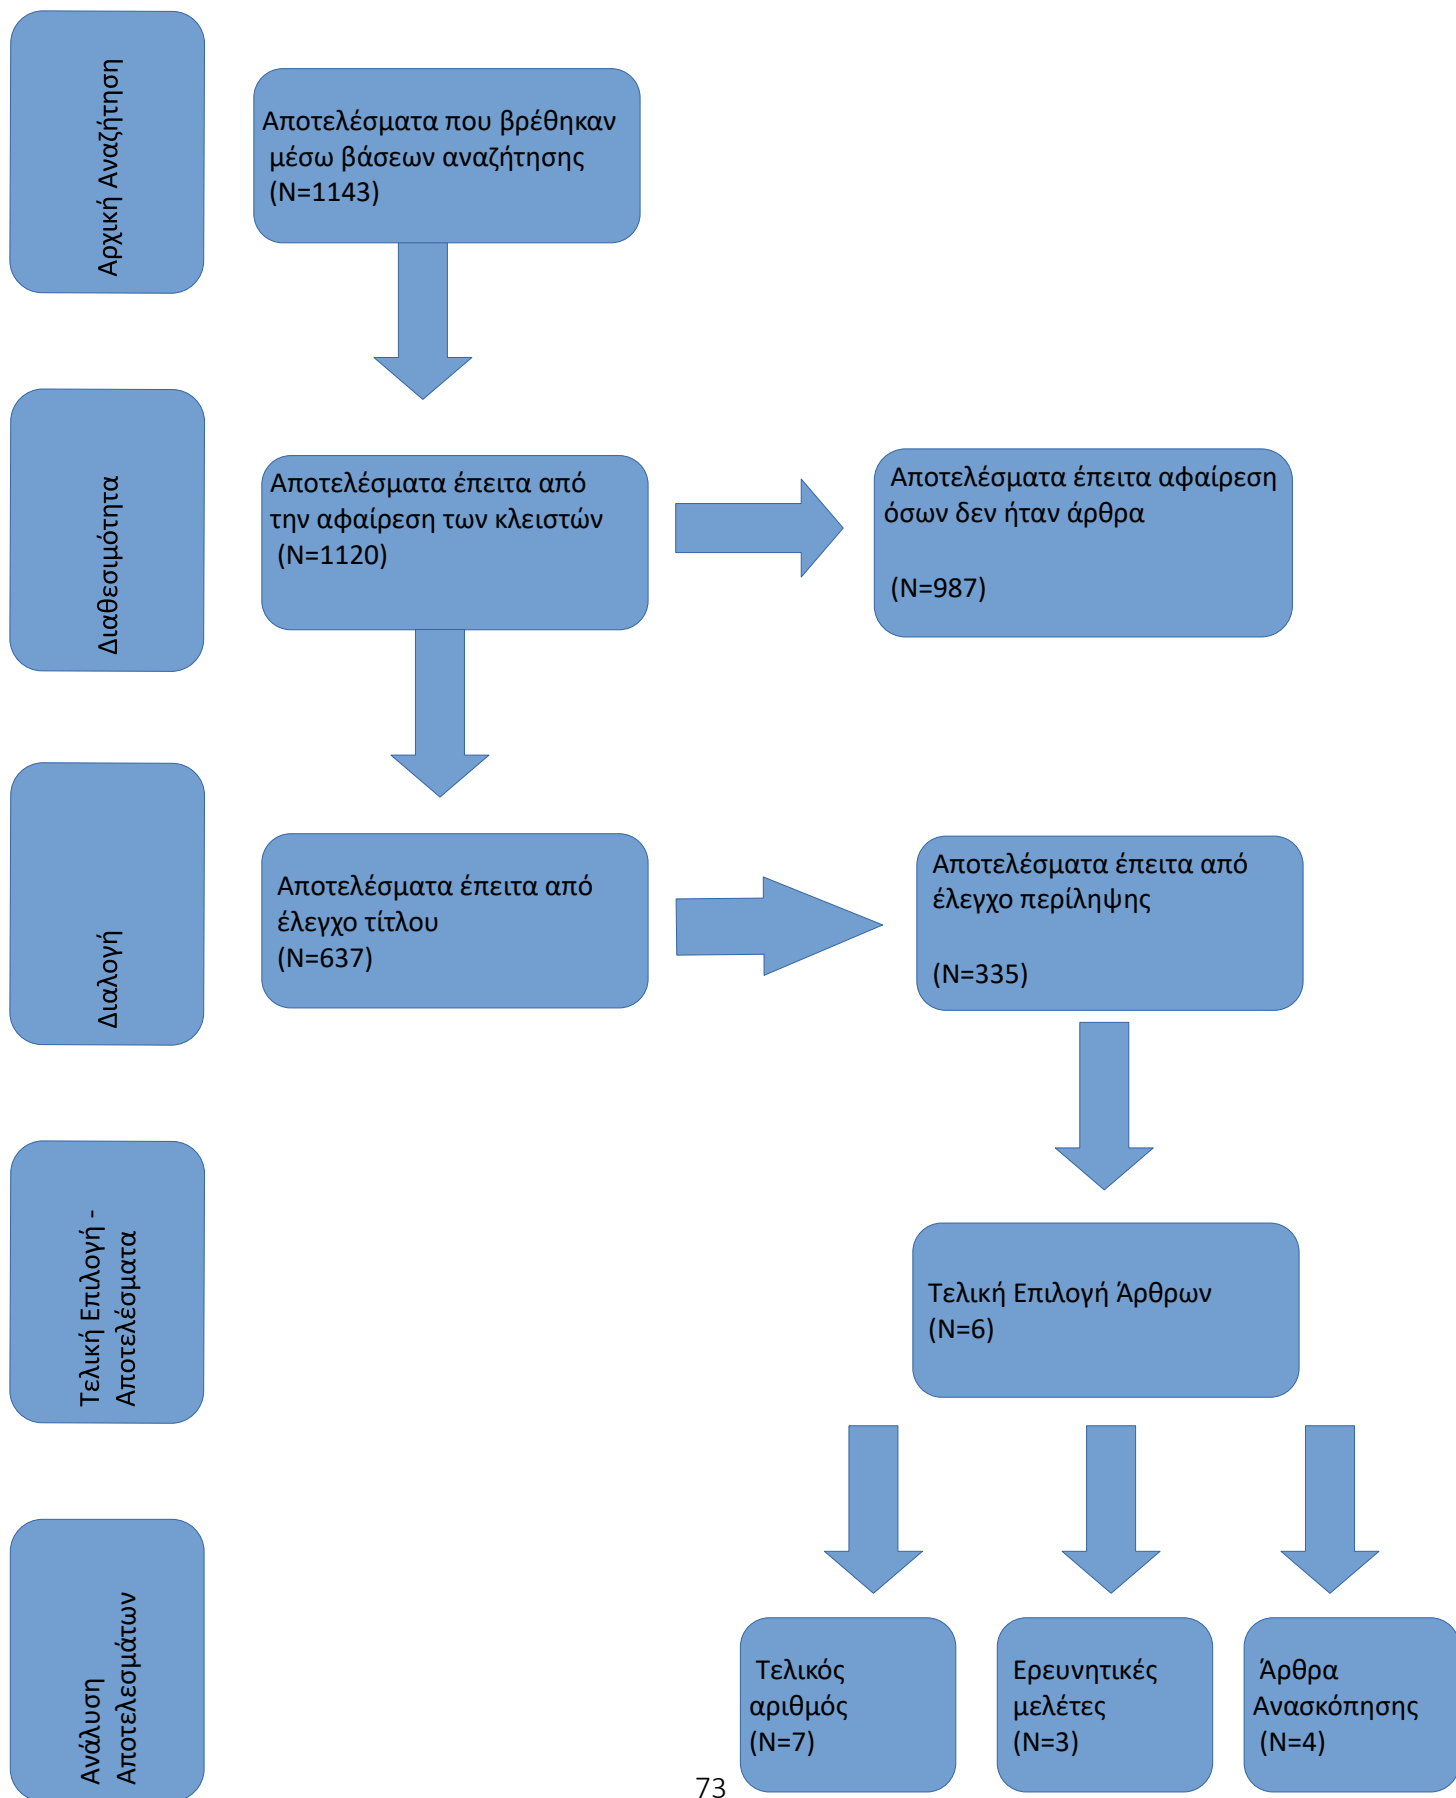 Αρχική Αναζήτηση
Αποτελέσματα που βρέθηκαν
μέσω βάσεων αναζήτησης
(N=1143)
Διαθεσιμότητα
Αποτελέσματα έπειτα από
την αφαίρεση των κλειστών
(N=1120)
Αποτελέσματα έπειτα αφαίρεση
όσων δεν ήταν άρθρα
(N=987)
Διαλογή
Αποτελέσματα έπειτα από
έλεγχο τίτλου
(N=637)
Αποτελέσματα έπειτα από
έλεγχο περίληψης
(N=335)
Τελική Επιλογή -
Αποτελέσματα
Τελική Επιλογή Άρθρων
(N=6)
Ανάλυση
Αποτελεσμάτων
Τελικός
αριθμός
(N=7)
Ερευνητικές
μελέτες
(N=3)
Άρθρα
Ανασκόπησης
(N=4)
73